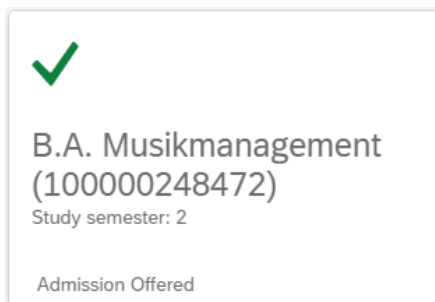 B.A. Musikmanagement
(100000248472)
Study semester: 2
Admission Offered